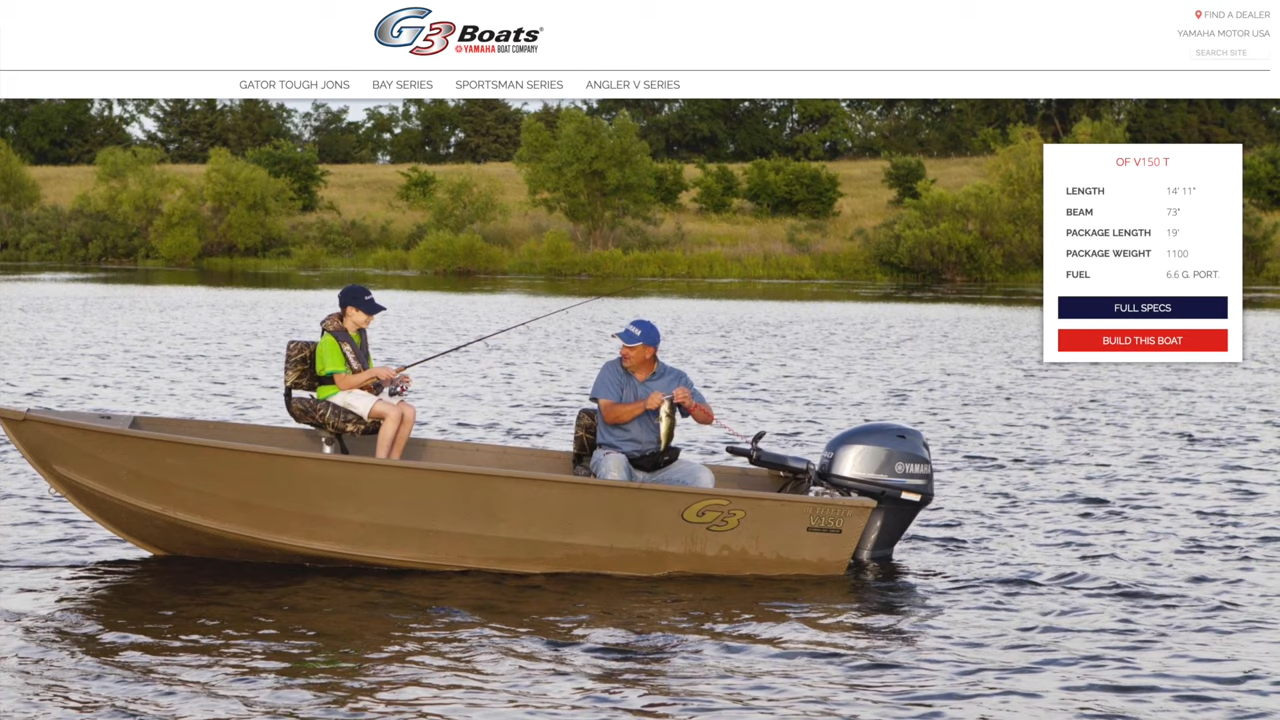 G3 Boats®
YAMAHA BOAT COMPANY
FIND A DEALER
YAMAHA MOTOR USA
SEARCH SITE
GATOR TOUGH JONS BAY SERIES SPORTSMAN SERIES ANGLER V SERIES
OF V150 T
LENGTH 14' 11"
BEAM 73"
PACKAGE LENGTH 19'
PACKAGE WEIGHT 1100
FUEL 6.6 G. PORT.
FULL SPECS
BUILD THIS BOAT
YAMAHA
YAMAHA
G3
V150